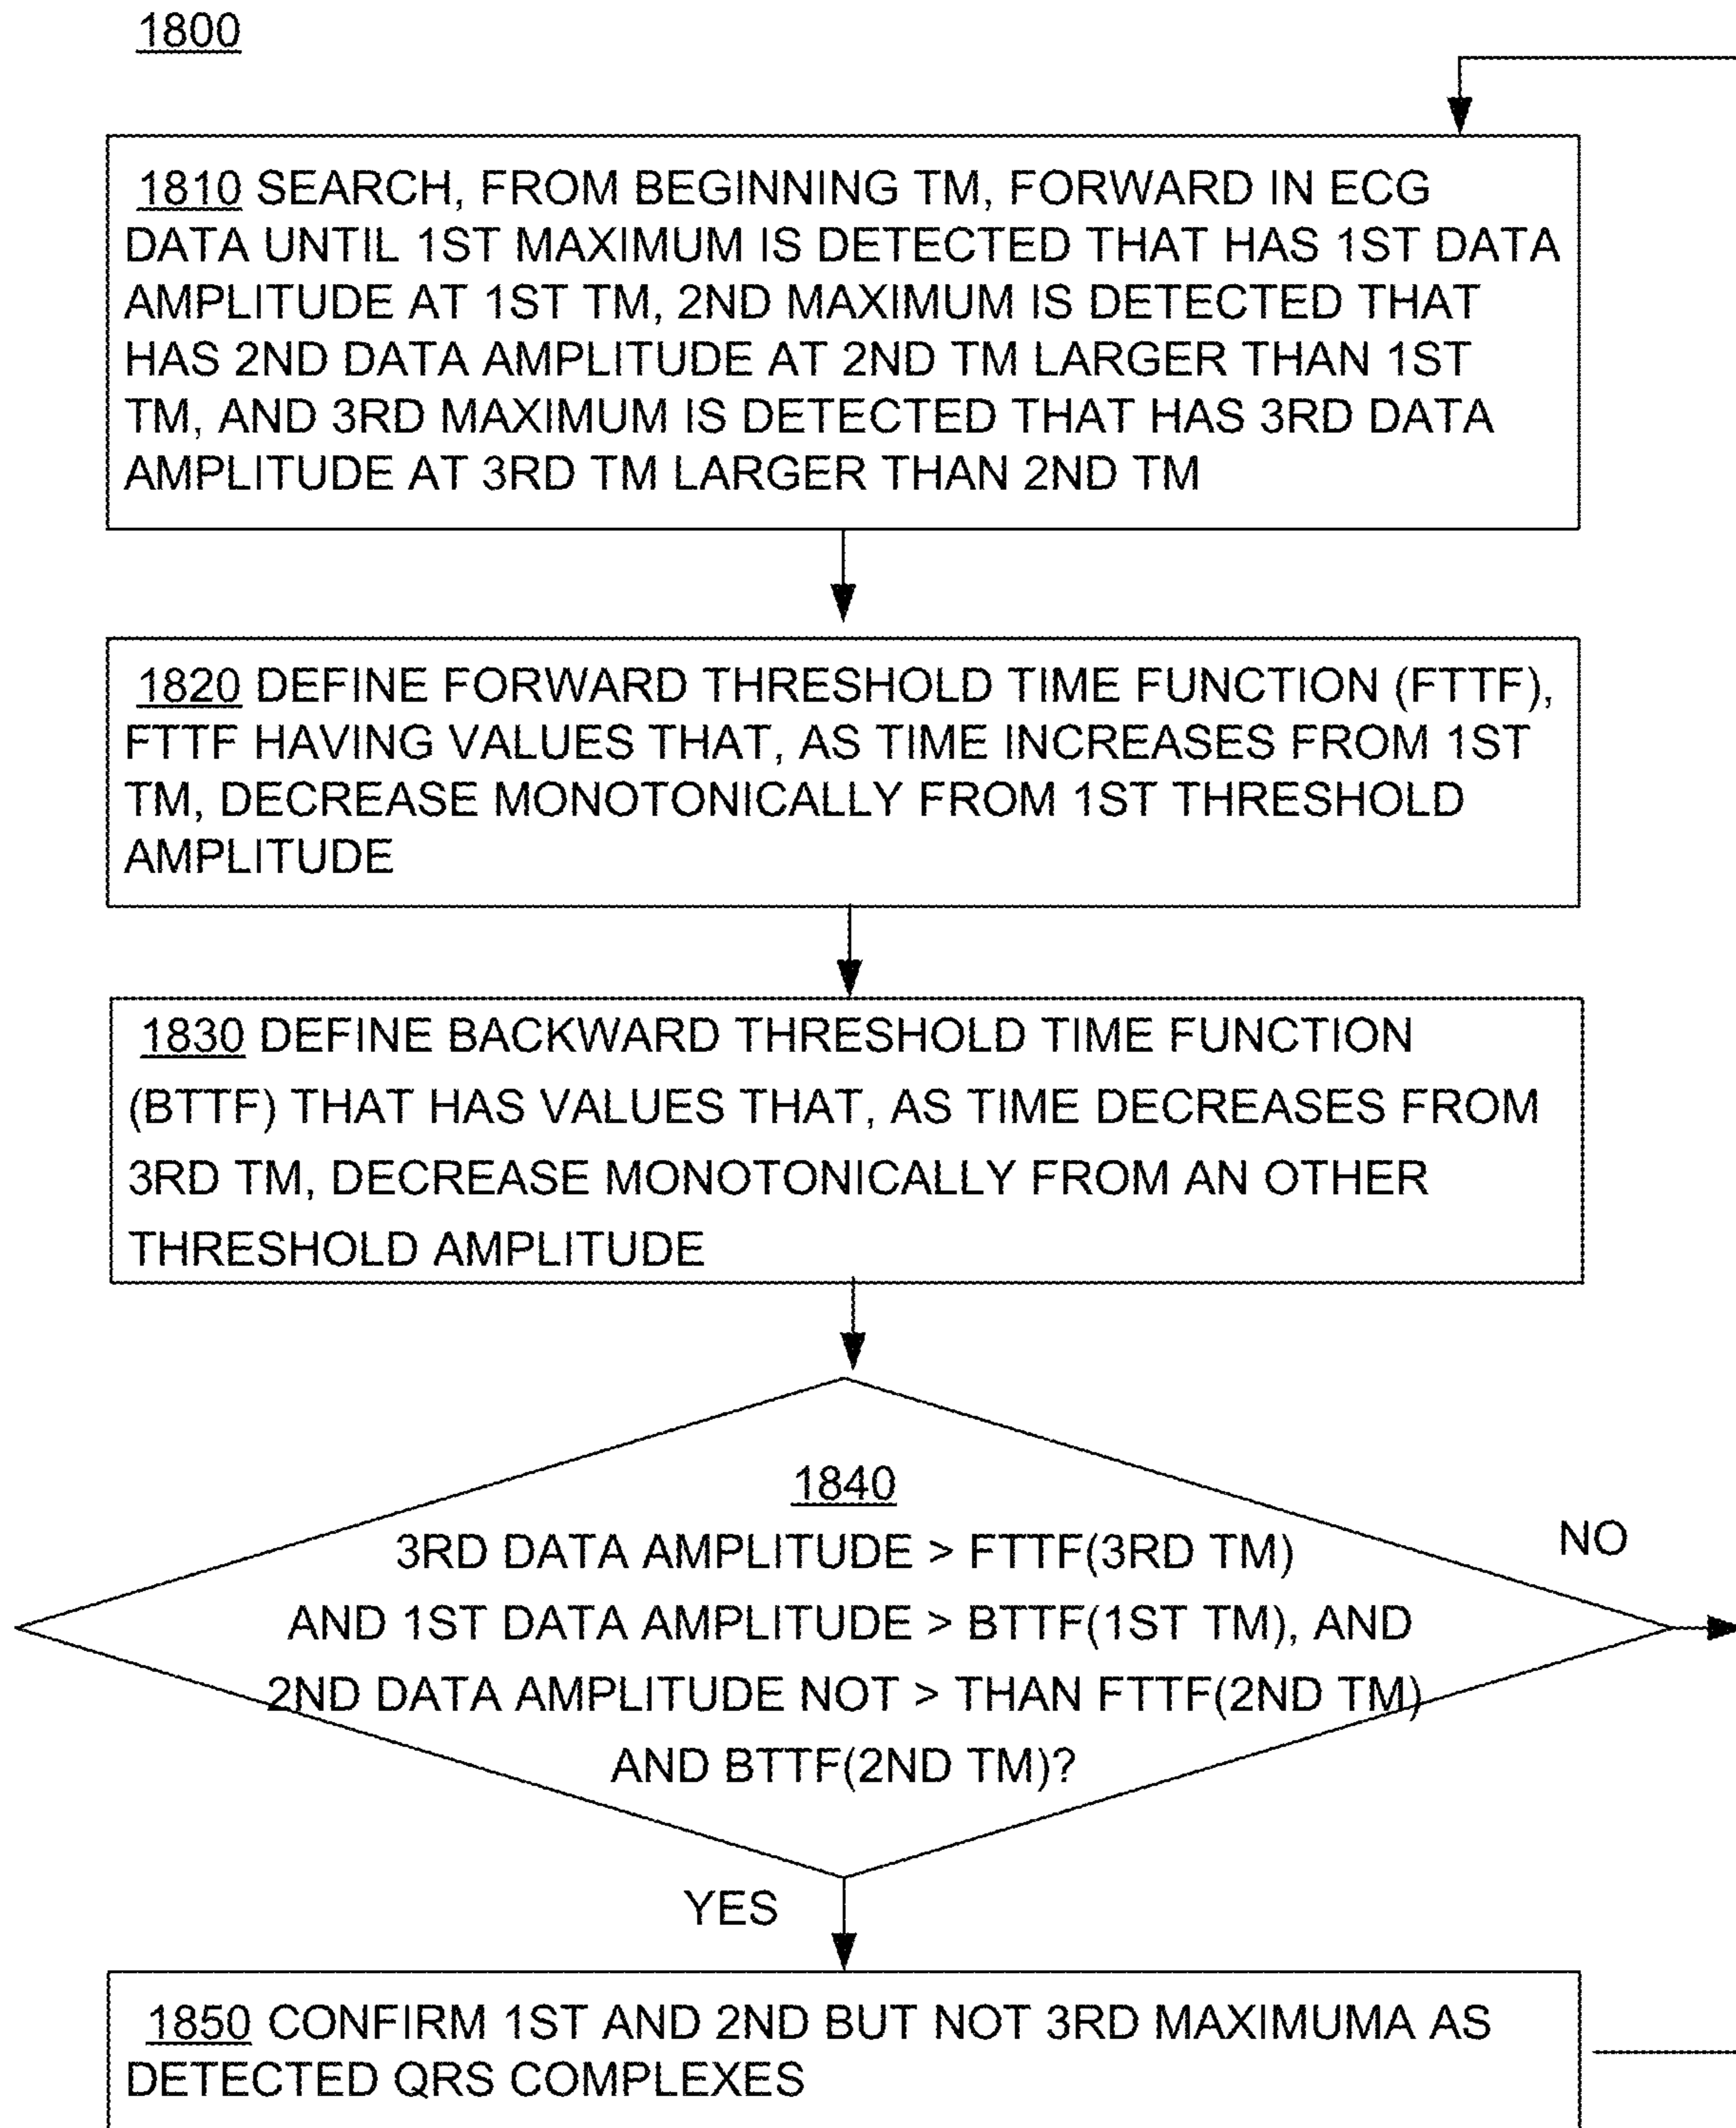 1800
1810 SEARCH, FROM BEGINNING TM, FORWARD IN ECG
DATA UNTIL 1ST MAXIMUM IS DETECTED THAT HAS 1ST DATA
AMPLITUDE AT 1ST TM, 2ND MAXIMUM IS DETECTED THAT
HAS 2ND DATA AMPLITUDE AT 2ND TM LARGER THAN 1ST
TM, AND 3RD MAXIMUM IS DETECTED THAT HAS 3RD DATA
AMPLITUDE AT 3RD TM LARGER THAN 2ND TM
1820 DEFINE FORWARD THRESHOLD TIME FUNCTION (FTTF),
FTTF HAVING VALUES THAT, AS TIME INCREASES FROM 1ST
TM, DECREASE MONOTONICALLY FROM 1ST THRESHOLD
AMPLITUDE
1830 DEFINE BACKWARD THRESHOLD TIME FUNCTION
(BTTF) THAT HAS VALUES THAT, AS TIME DECREASES FROM
3RD TM, DECREASE MONOTONICALLY FROM AN OTHER
THRESHOLD AMPLITUDE
1840
3RD DATA AMPLITUDE > FTTF(3RD TM)
AND 1ST DATA AMPLITUDE > BTTF(1ST TM), AND
2ND DATA AMPLITUDE NOT > THAN FTTF(2ND TM)
AND BTTF(2ND TM)?
NO
YES
1850 CONFIRM 1ST AND 2ND BUT NOT 3RD MAXIMUMA AS
DETECTED QRS COMPLEXES